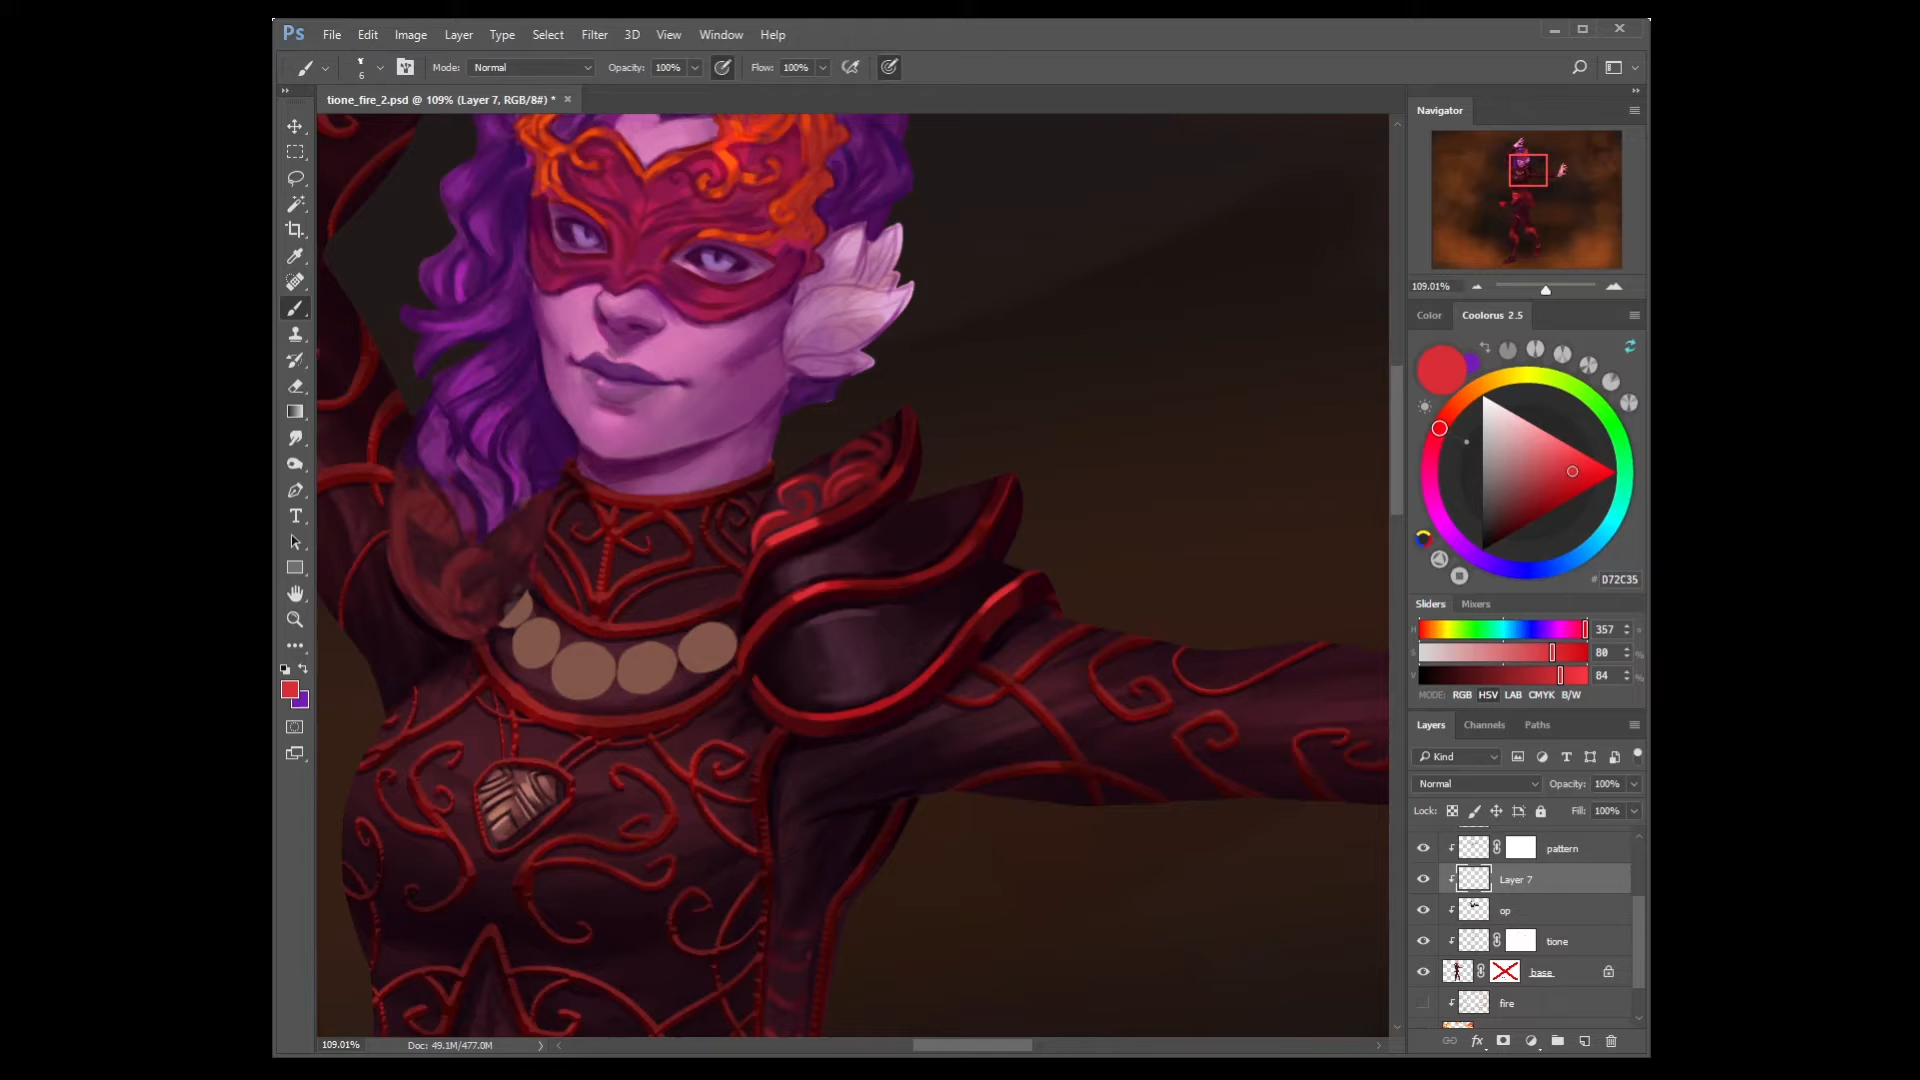 Ps File Edit Image Layer Type Select Filter 3D View Window Help
6 Mode: Normal Opacity: 100% Flow: 100%
tione_fire_2.psd @ 109% (Layer 7, RGB/8#) * ×
Navigator
109.01%
Color Coolorus 2.5
# D72C35
Sliders Mixers
H 357 °
S 80 %
V 84 %
MODE: RGB HSV LAB CMYK B/W
Layers Channels Paths
Kind
Normal Opacity: 100%
Lock: Fill: 100%
pattern
Layer 7
op
tione
base
fire
109.01% Doc: 49.1M/477.0M
fx